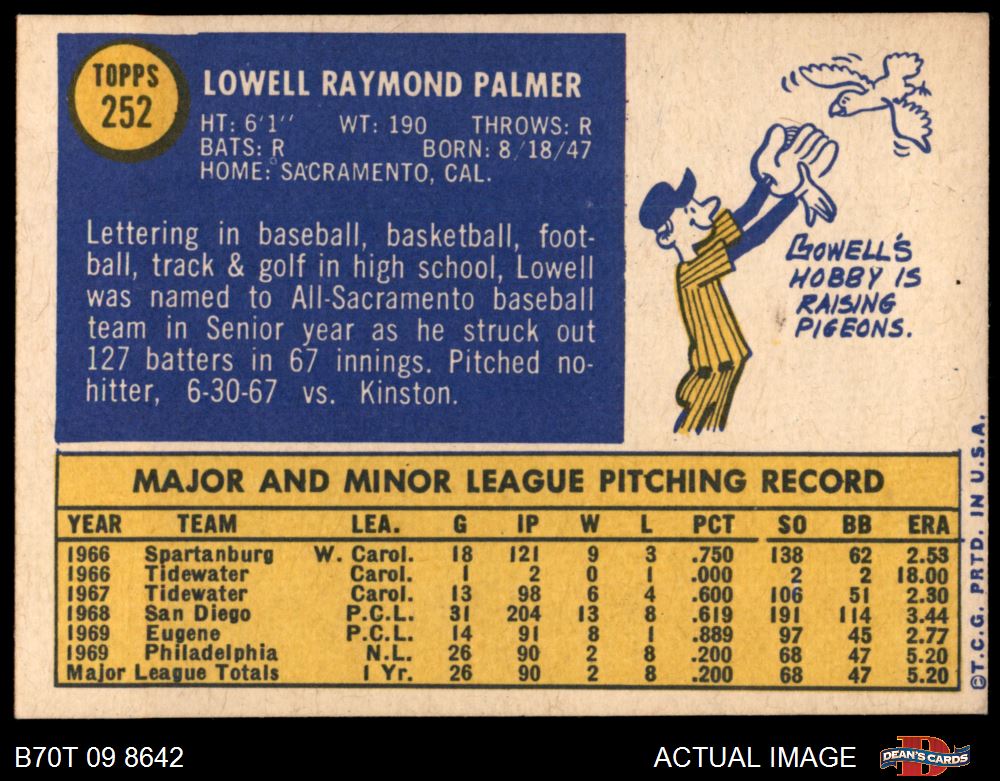 TOPPS
252
LOWELL RAYMOND PALMER
HT: 6'1'' WT: 190 THROWS: R
BATS: R BORN: 8/18/47
HOME: SACRAMENTO, CAL.
Lettering in baseball, basketball, foot-
ball, track & golf in high school, Lowell
was named to All-Sacramento baseball
team in Senior year as he struck out
127 batters in 67 innings. Pitched no-
hitter, 6-30-67 vs. Kinston.
LOWELL'S
HOBBY IS
RAISING
PIGEONS.
MAJOR AND MINOR LEAGUE PITCHING RECORD
YEAR TEAM LEA. G IP W L PCT SO BB ERA
1966 Spartanburg W. Carol. 18 121 9 3 .750 138 62 2.53
1966 Tidewater Carol. 1 2 0 1 .000 2 2 18.00
1967 Tidewater Carol. 13 98 6 4 .600 106 51 2.30
1968 San Diego P.C.L. 31 204 13 8 .619 191 114 3.44
1969 Eugene P.C.L. 14 91 8 1 .889 97 45 2.77
1969 Philadelphia N.L. 26 90 2 8 .200 68 47 5.20
Major League Totals 1 Yr. 26 90 2 8 .200 68 47 5.20
©T.C.G. PRTD. IN U.S.A.
B70T 09 8642
ACTUAL IMAGE
D
DEAN'S CARDS